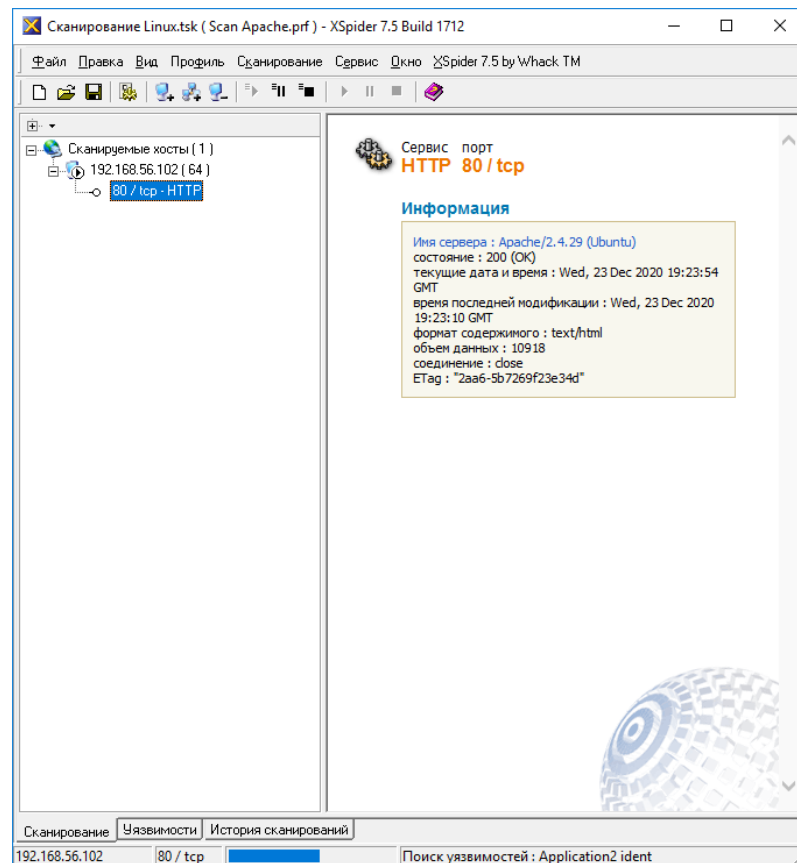 Сканирование Linux.tsk ( Scan Apache.prf ) - XSpider 7.5 Build 1712
Файл Правка Вид Профиль Сканирование Сервис Окно XSpider 7.5 by Whack TM
Сканируемые хосты ( 1 )
192.168.56.102 ( 64 )
80 / tcp - HTTP
Сервис порт
HTTP 80 / tcp
Информация
Имя сервера : Apache/2.4.29 (Ubuntu)
состояние : 200 (OK)
текущие дата и время : Wed, 23 Dec 2020 19:23:54
GMT
время последней модификации : Wed, 23 Dec 2020
19:23:10 GMT
формат содержимого : text/html
объем данных : 10918
соединение : close
ETag : "2aa6-5b7269f23e34d"
Сканирование Уязвимости История сканирований
192.168.56.102 80 / tcp Поиск уязвимостей : Application2 ident